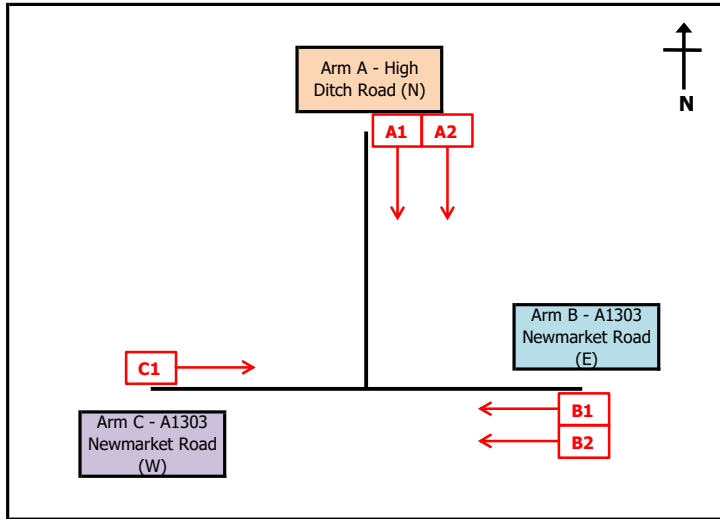 Arm A - High
Ditch Road (N)
N
A1 A2
Arm B - A1303
Newmarket Road
(E)
C1
B1
Arm C - A1303
Newmarket Road
(W)
B2